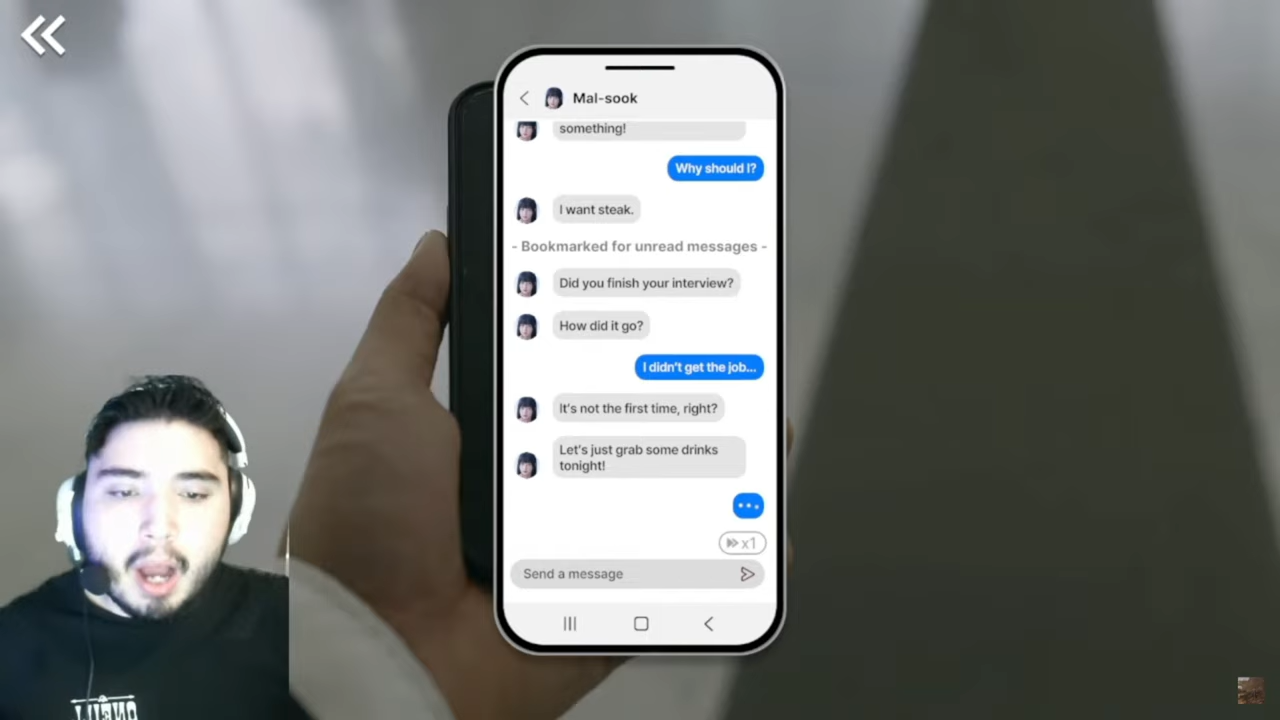 Mal-sook
something!
Why should I?
I want steak.
- Bookmarked for unread messages -
Did you finish your interview?
How did it go?
I didn't get the job...
It's not the first time, right?
Let's just grab some drinks
tonight!
x1
Send a message
O'NEILL